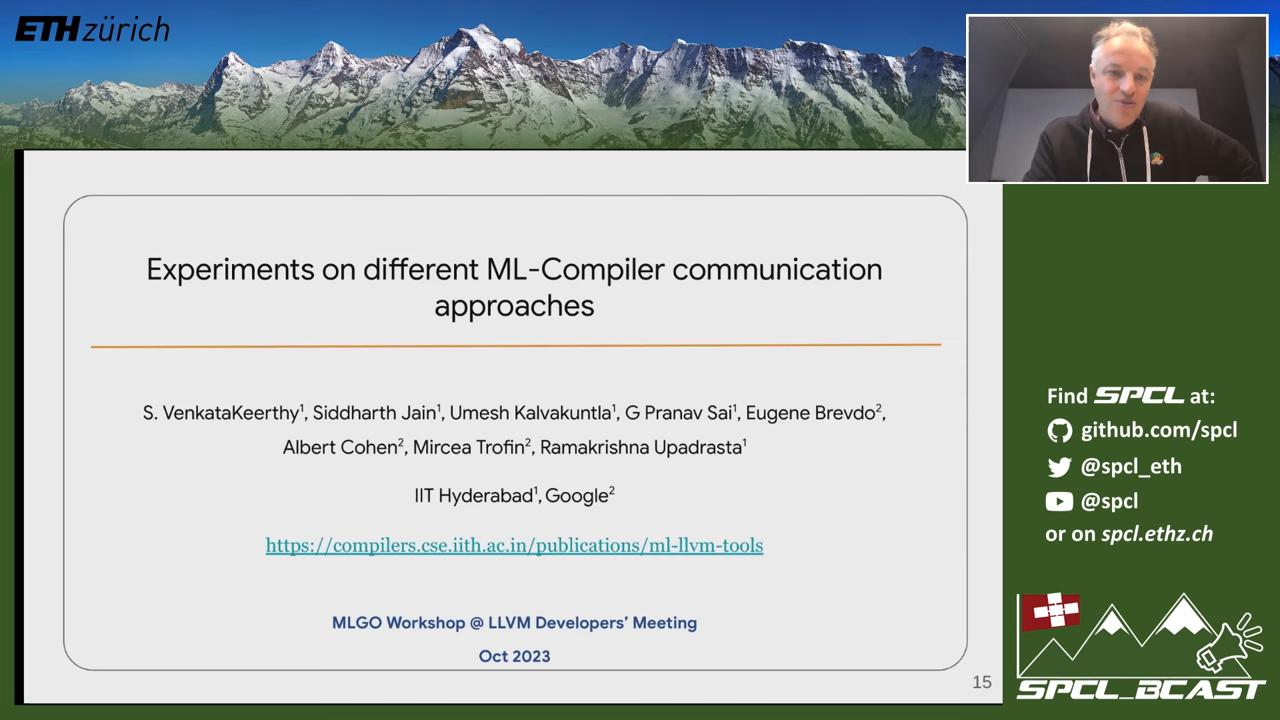 ETH zürich
Experiments on different ML-Compiler communication
approaches
S. VenkataKeerthy¹, Siddharth Jain¹, Umesh Kalvakuntla¹, G Pranav Sai¹, Eugene Brevdo²,
Albert Cohen², Mircea Trofin², Ramakrishna Upadrasta¹
IIT Hyderabad¹, Google²
https://compilers.cse.iith.ac.in/publications/ml-llvm-tools
MLGO Workshop @ LLVM Developers’ Meeting
Oct 2023
15
Find SPCL at:
github.com/spcl
@spcl_eth
@spcl
or on spcl.ethz.ch
SPCL_BCAST